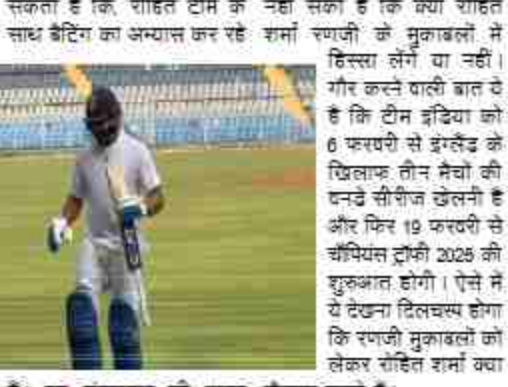 सकता है कि, रोहित टीम के
साथ बैटिंग का अभ्यास कर रहे
नहीं सका है कि क्या रोहित
शर्मा रणजी के मुकाबलों में
हिस्सा लेंगे या नहीं।
गौर करने वाली बात ये
है कि टीम इंडिया को
6 फरवरी से इंग्लैंड के
खिलाफ तीन मैचों की
वनडे सीरीज खेलनी है
और फिर 19 फरवरी से
चैंपियंस ट्रॉफी 2025 की
शुरुआत होगी। ऐसे में
ये देखना दिलचस्प होगा
कि रणजी मुकाबलों को
लेकर रोहित शर्मा क्या